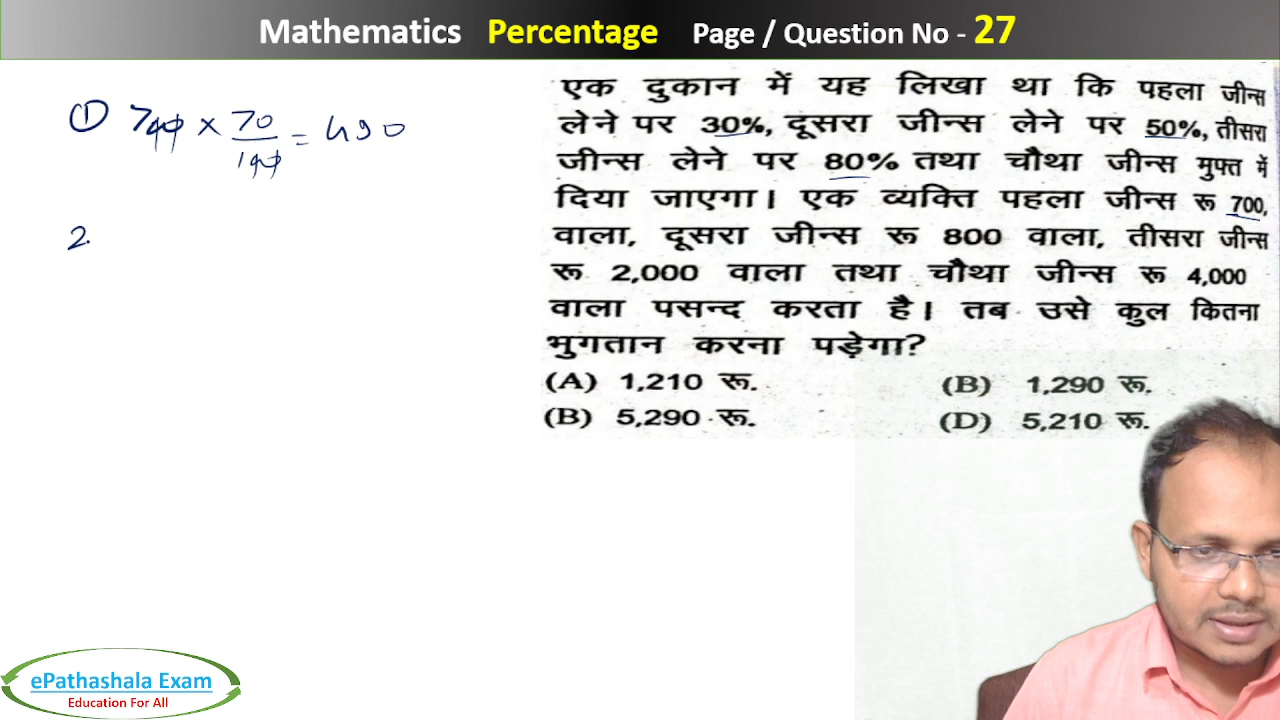 Mathematics Percentage Page / Question No - 27
① 700 × 70/100 = 490
2.
एक दुकान में यह लिखा था कि पहला जीन्स
लेने पर 30%, दूसरा जीन्स लेने पर 50%, तीसरा
जीन्स लेने पर 80% तथा चौथा जीन्स मुफ्त में
दिया जाएगा। एक व्यक्ति पहला जीन्स रू 700,
वाला, दूसरा जीन्स रू 800 वाला, तीसरा जीन्स
रू 2,000 वाला तथा चौथा जीन्स रू 4,000
वाला पसन्द करता है। तब उसे कुल कितना
भुगतान करना पड़ेगा?
(A) 1,210 रू. (B) 1,290 रू.
(B) 5,290 रू. (D) 5,210 रू.
ePathashala Exam
Education For All